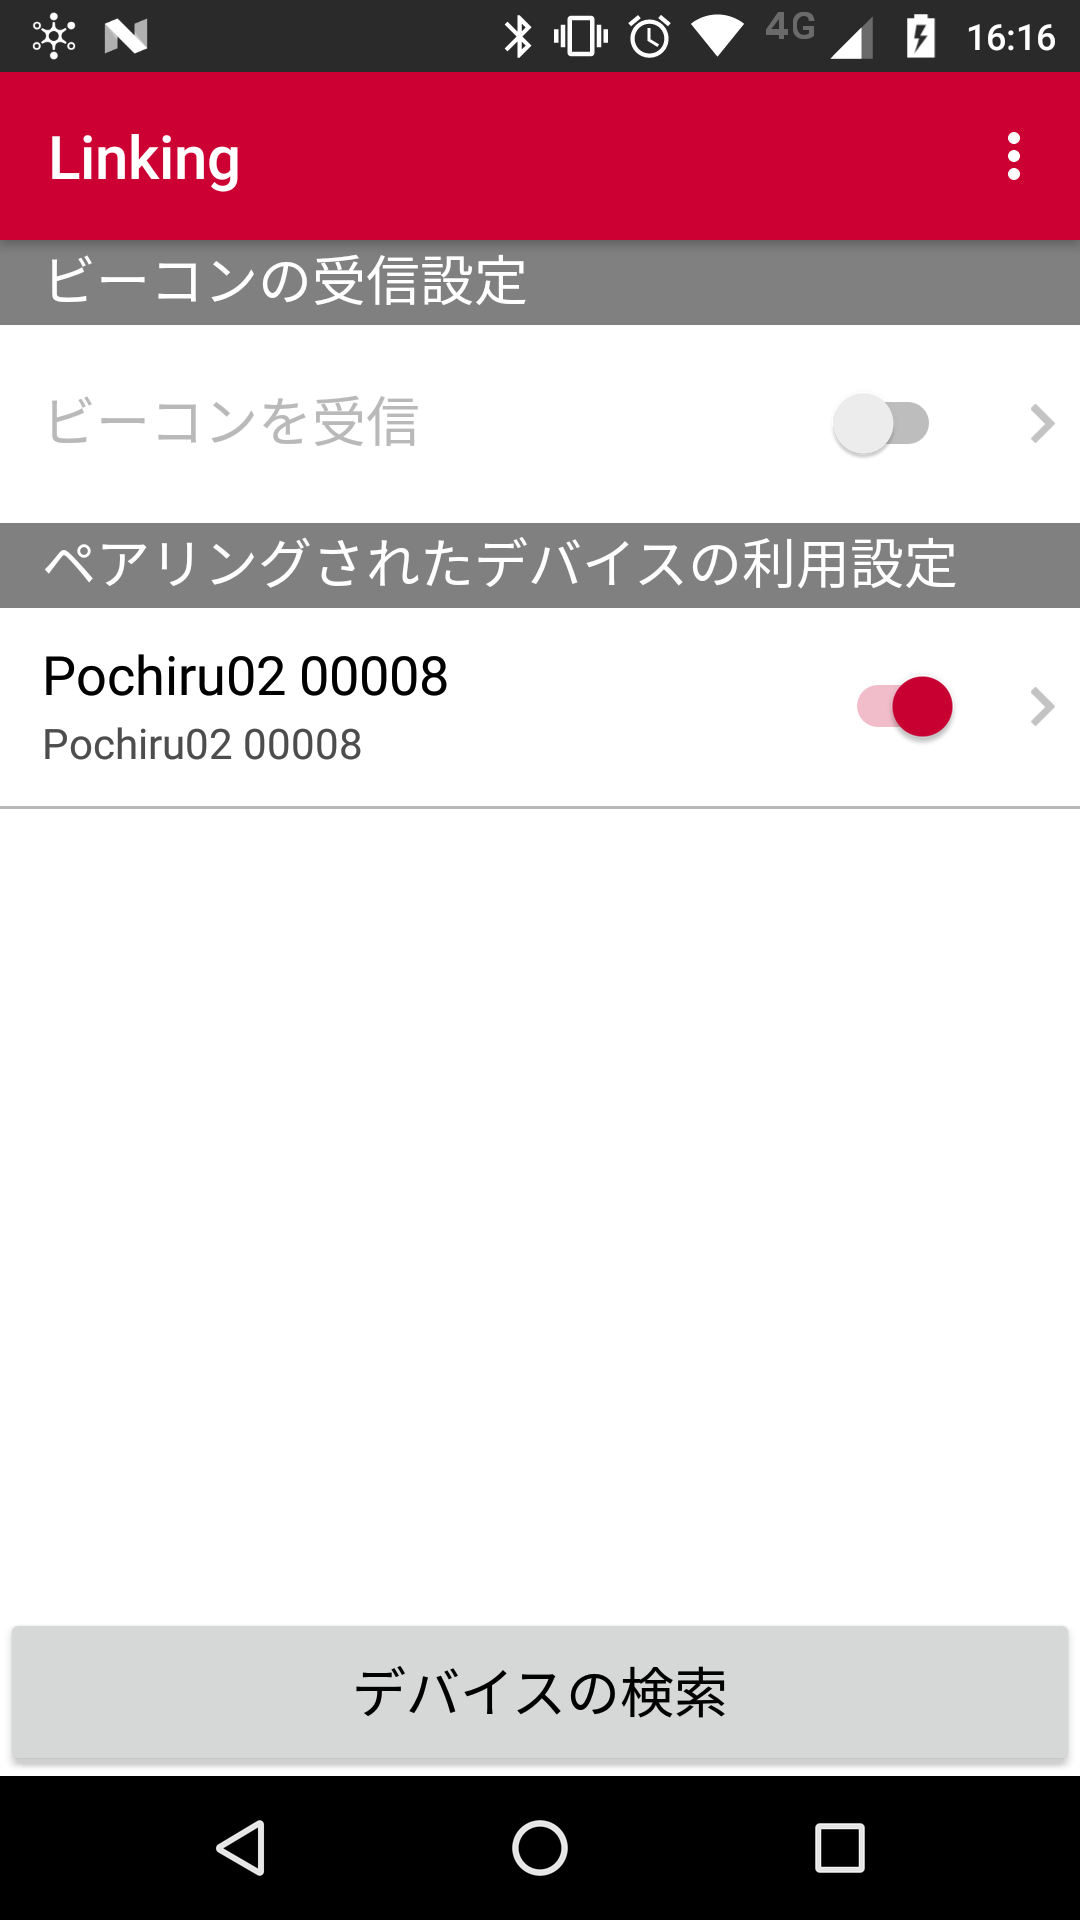 4G 16:16
Linking
ビーコンの受信設定
ビーコンを受信
ペアリングされたデバイスの利用設定
Pochiru02 00008
Pochiru02 00008
デバイスの検索